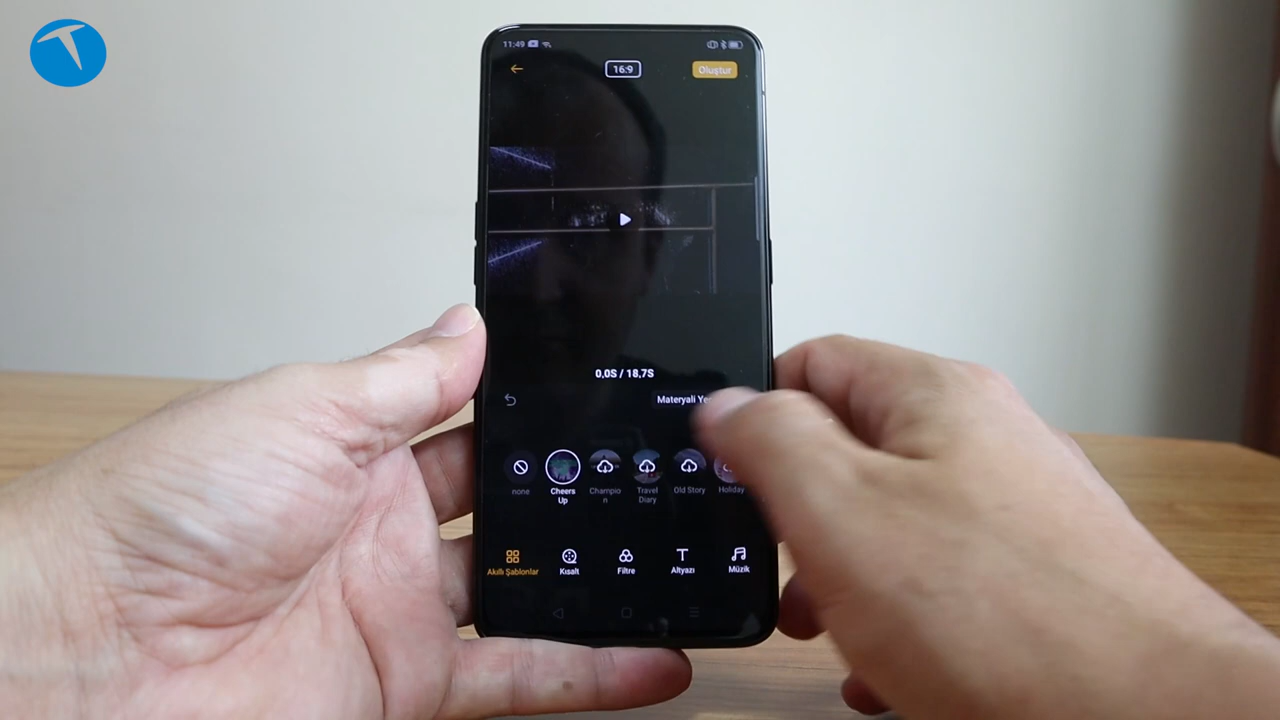 11:49
16:9
Oluştur
0,0S / 18,7S
Materyali
none
Cheers
Up
Champio
n
Travel
Diary
Old Story
Holiday
Akıllı Şablonlar
Kısalt
Filtre
Altyazı
Müzik